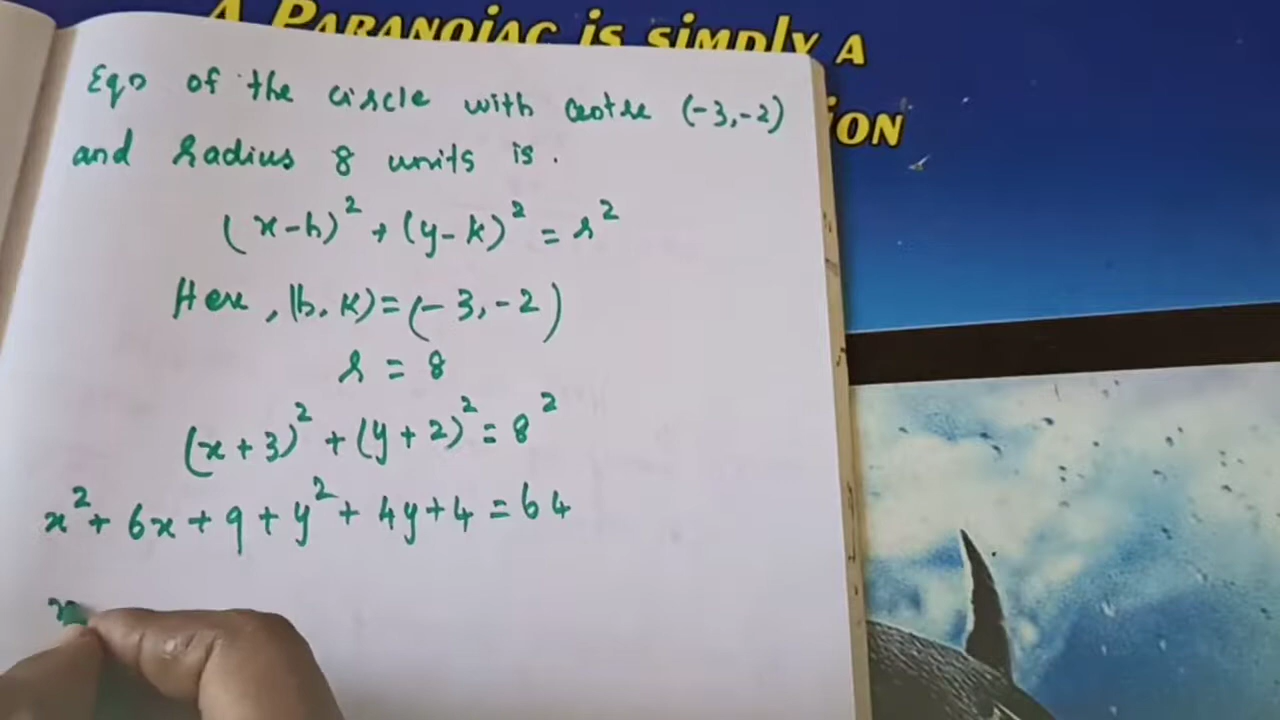 A PARANOIAC IS SIMPLY A
ION
Eqn of the circle with centre (-3,-2)
and radius 8 units is.
(x-h)² + (y-k)² = r²
Here, (h, k) = (-3, -2)
r = 8
(x+3)² + (y+2)² = 8²
x² + 6x + 9 + y² + 4y + 4 = 64
x